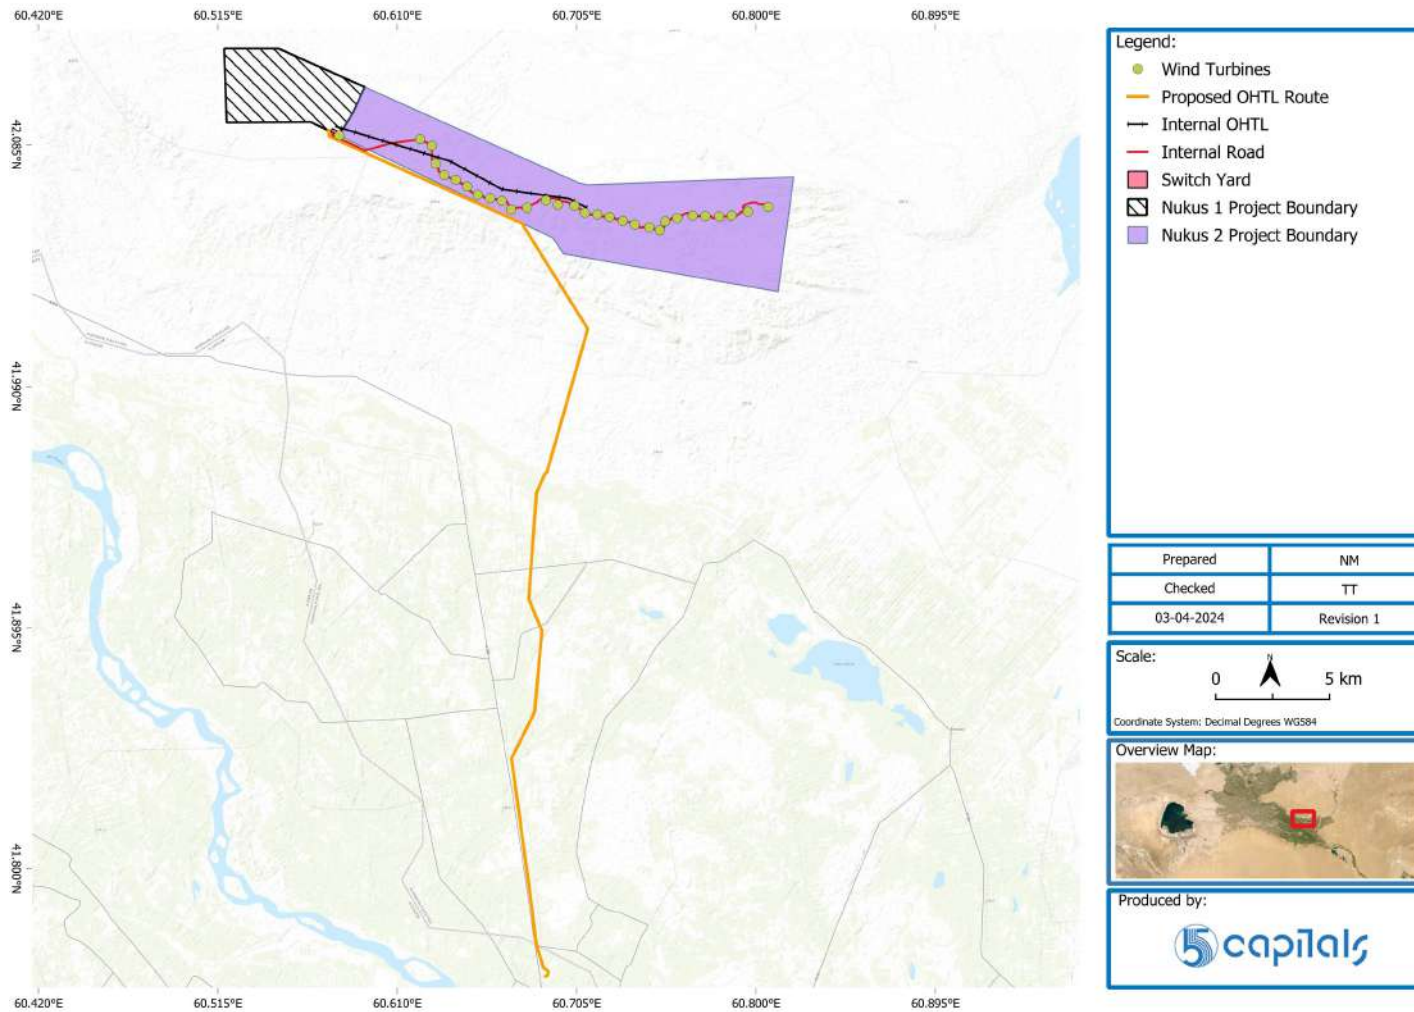 60.420°E 60.515°E 60.610°E 60.705°E 60.800°E 60.895°E
42.085°N
41.990°N
41.895°N
41.800°N
60.420°E 60.515°E 60.610°E 60.705°E 60.800°E 60.895°E
Legend:
Wind Turbines
Proposed OHTL Route
Internal OHTL
Internal Road
Switch Yard
Nukus 1 Project Boundary
Nukus 2 Project Boundary
Prepared NM
Checked TT
03-04-2024 Revision 1
Scale:
N
0 5 km
Coordinate System: Decimal Degrees WGS84
Overview Map:
Produced by:
5 capitals